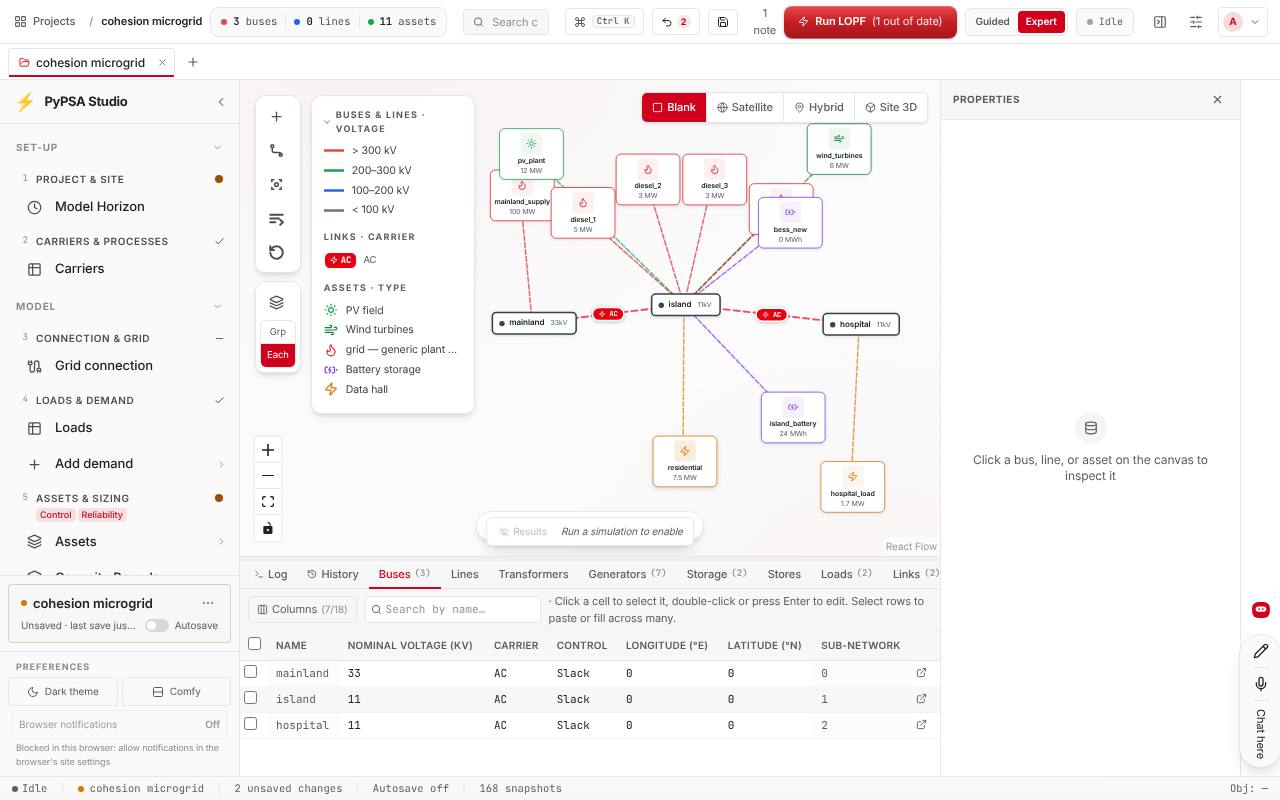 Projects / cohesion microgrid
3 buses 0 lines 11 assets
Search c
Ctrl K
2
1 note
Run LOPF (1 out of date)
Guided Expert
Idle
A
cohesion microgrid
PyPSA Studio
SET-UP
1 PROJECT & SITE
Model Horizon
2 CARRIERS & PROCESSES
Carriers
MODEL
3 CONNECTION & GRID
Grid connection
4 LOADS & DEMAND
Loads
Add demand
5 ASSETS & SIZING
Control Reliability
Assets
cohesion microgrid
Unsaved · last save jus... Autosave
PREFERENCES
Dark theme Comfy
Browser notifications Off
Blocked in this browser: allow notifications in the
browser's site settings
Grp
Each
BUSES & LINES ·
VOLTAGE
> 300 kV
200–300 kV
100–200 kV
< 100 kV
LINKS · CARRIER
AC AC
ASSETS · TYPE
PV field
Wind turbines
grid — generic plant ...
Battery storage
Data hall
Blank Satellite Hybrid Site 3D
pv_plant
12 MW
mainland_supply
100 MW
diesel_1
5 MW
diesel_2
3 MW
diesel_3
3 MW
wind_turbines
6 MW
bess_new
0 MWh
mainland 33kV
AC
island 11kV
AC
hospital 11kV
island_battery
24 MWh
residential
7.5 MW
hospital_load
1.7 MW
Results Run a simulation to enable
React Flow
Log History Buses (3) Lines Transformers Generators (7) Storage (2) Stores Loads (2) Links (2)
Columns (7/18)
Search by name…
· Click a cell to select it, double-click or press Enter to edit. Select rows to
paste or fill across many.
NAME NOMINAL VOLTAGE (KV) CARRIER CONTROL LONGITUDE (°E) LATITUDE (°N) SUB-NETWORK
mainland 33 AC Slack 0 0 0
island 11 AC Slack 0 0 1
hospital 11 AC Slack 0 0 2
PROPERTIES
Click a bus, line, or asset on the canvas to
inspect it
Chat here
Idle cohesion microgrid 2 unsaved changes Autosave off 168 snapshots Obj: —